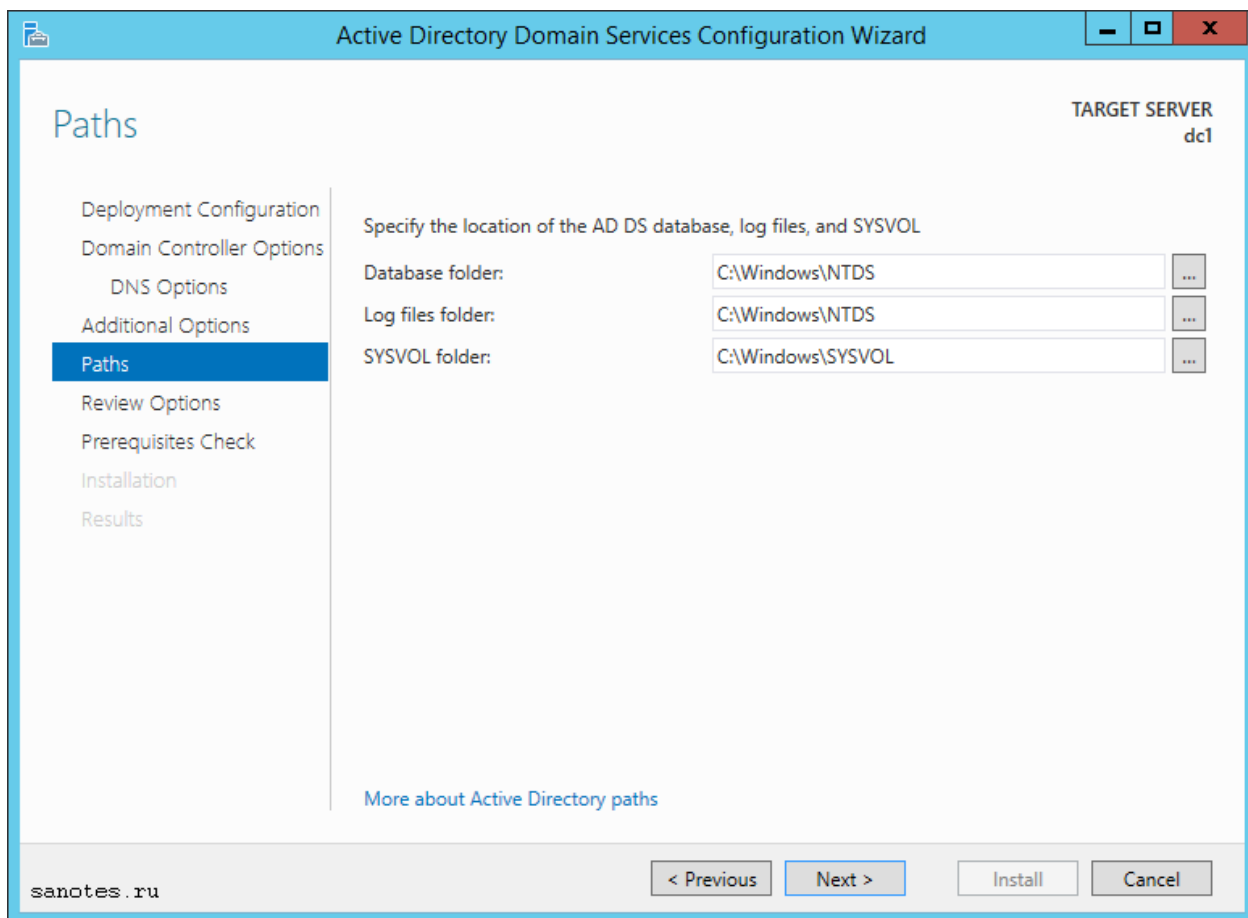 Active Directory Domain Services Configuration Wizard
Paths
TARGET SERVER
dc1
Deployment Configuration
Domain Controller Options
DNS Options
Additional Options
Paths
Review Options
Prerequisites Check
Installation
Results
Specify the location of the AD DS database, log files, and SYSVOL
Database folder: C:\Windows\NTDS ...
Log files folder: C:\Windows\NTDS ...
SYSVOL folder: C:\Windows\SYSVOL ...
More about Active Directory paths
< Previous Next > Install Cancel
sanotes.ru